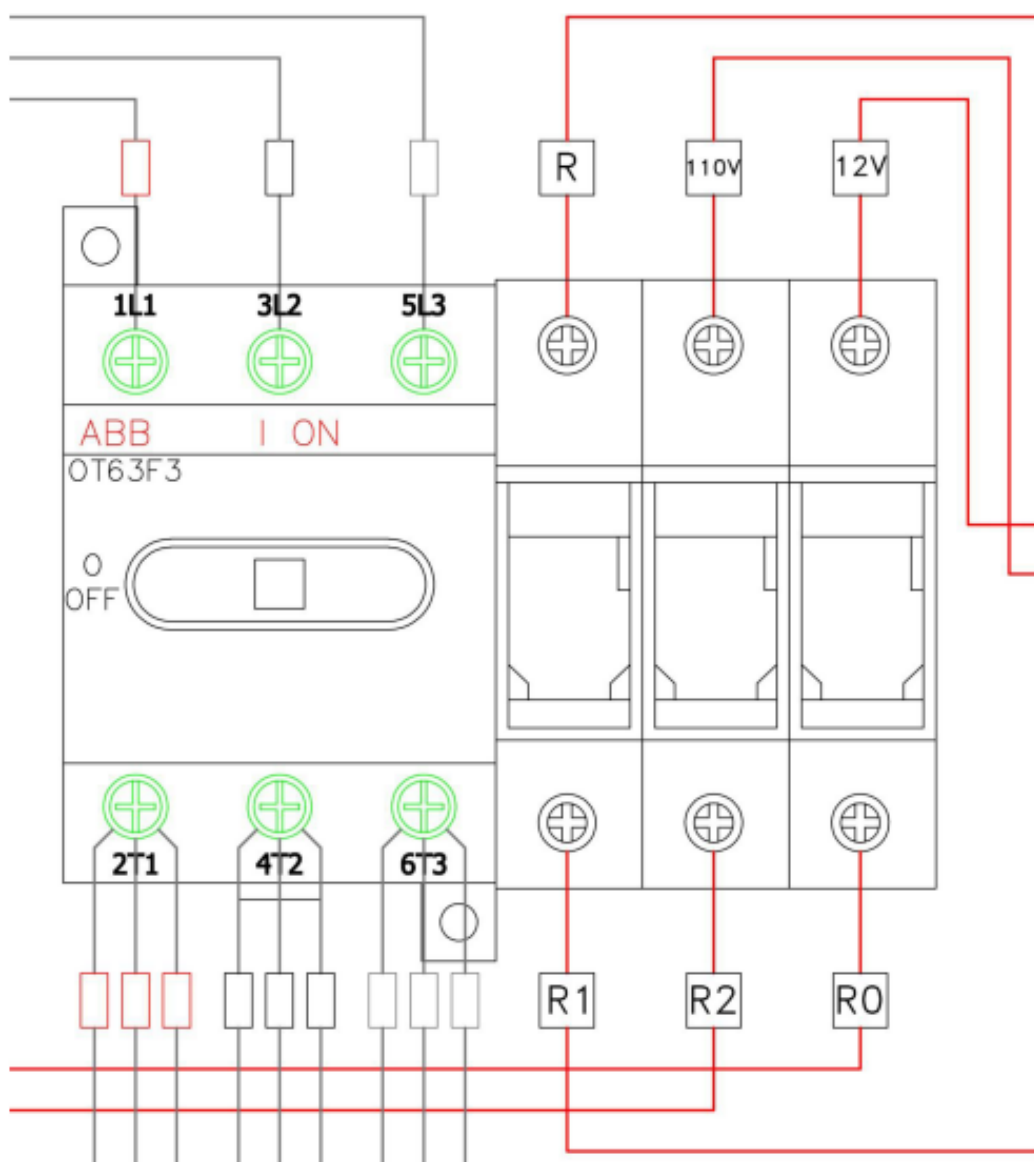 R 110V 12V
1L1 3L2 5L3
ABB I ON
OT63F3
O
OFF
2T1 4T2 6T3
R1 R2 R0